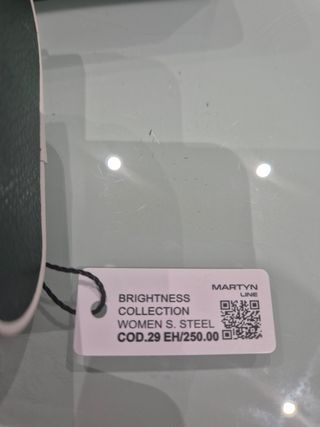 MARTYN
LINE
BRIGHTNESS
COLLECTION
WOMEN S. STEEL
COD.29 EH/250.00